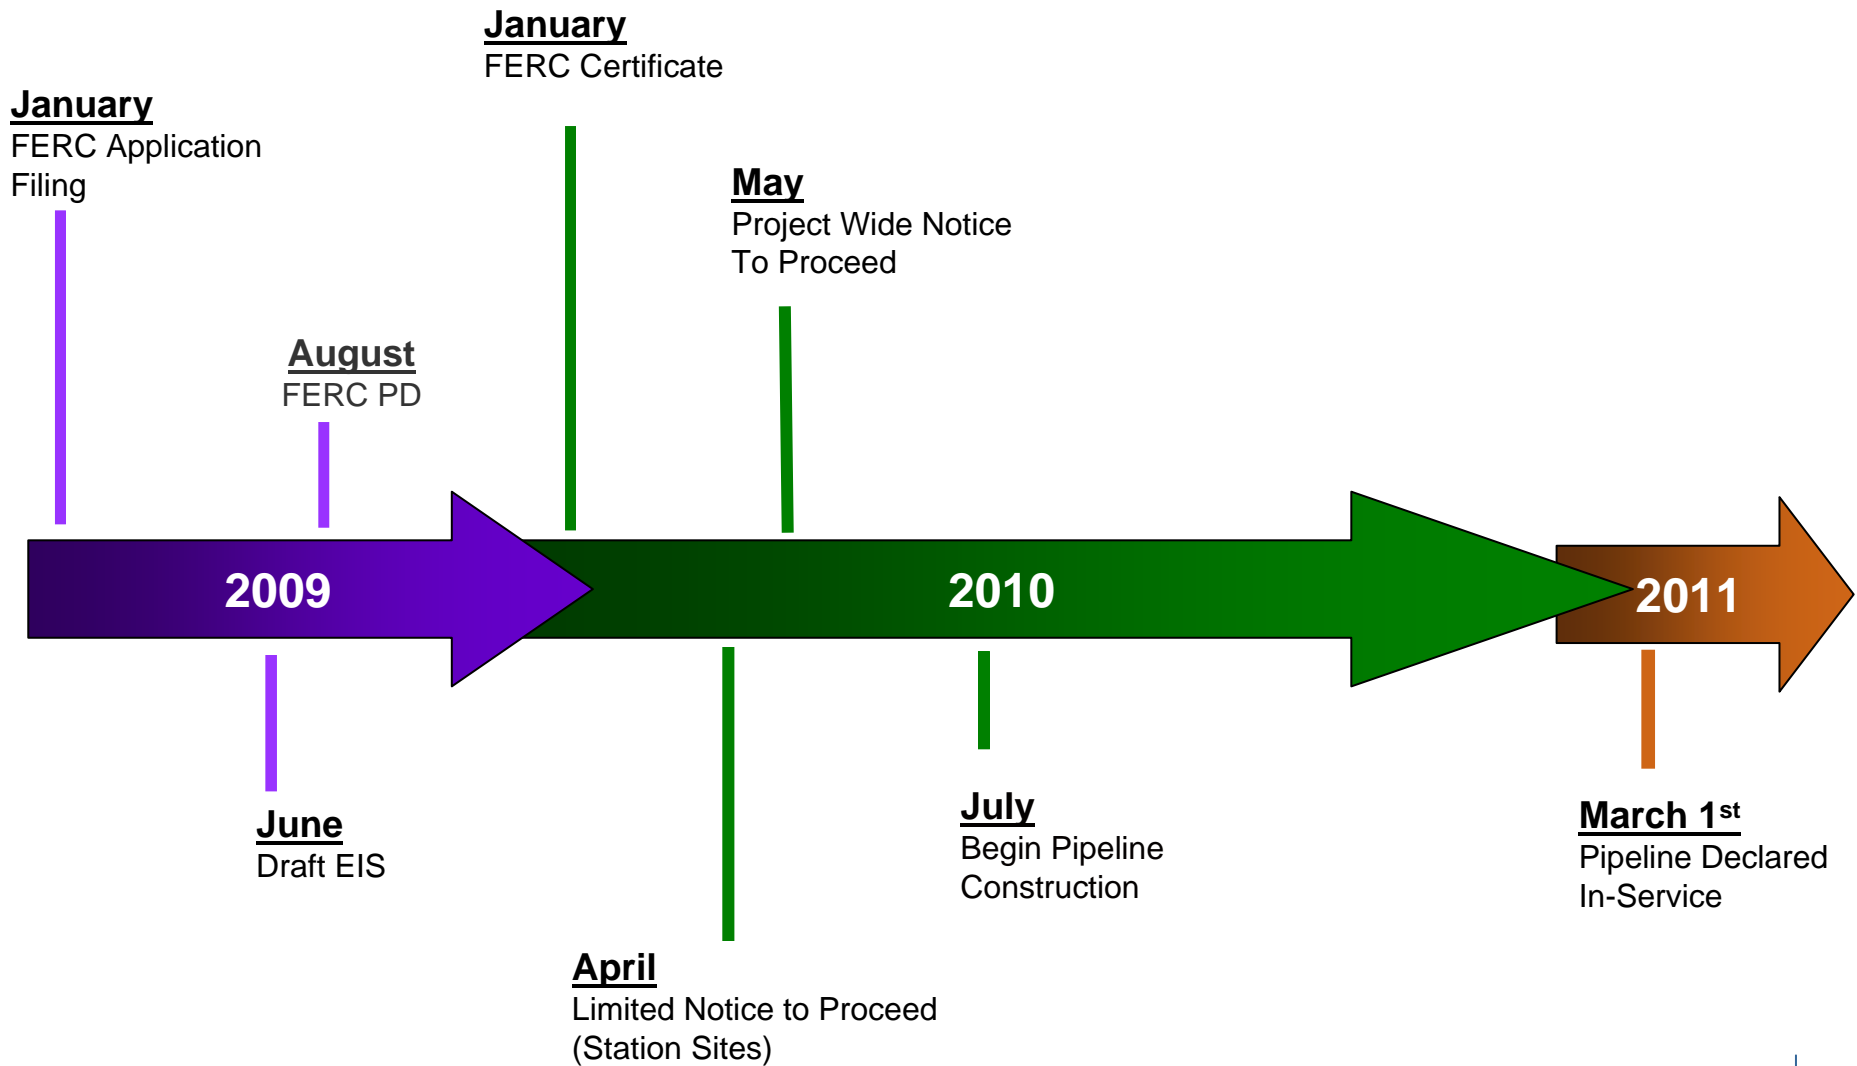 January
FERC Certificate
January
FERC Application
Filing
May
Project Wide Notice
To Proceed
August
FERC PD
2009
2010
2011
June
Draft EIS
July
Begin Pipeline
Construction
March 1st
Pipeline Declared
In-Service
April
Limited Notice to Proceed
(Station Sites)